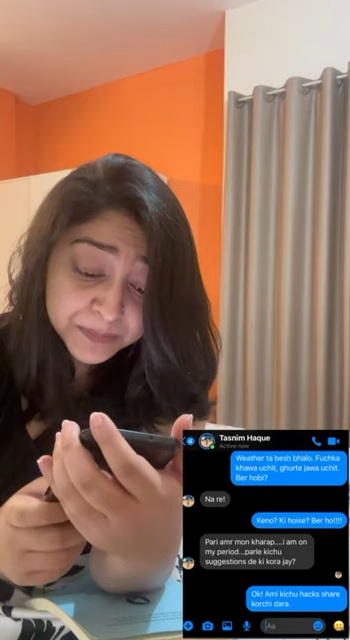 Tasnim Haque
Active now
Weather ta besh bhalo. Fuchka
khawa uchit, ghurte jawa uchit.
Ber hobi?
Na re!
Keno? Ki hoise? Ber ho!!!!
Pari amr mon kharap....i am on
my period...parle kichu
suggestions de ki kora jay?
Ok! Ami kichu hacks share
korchi dara.
Aa